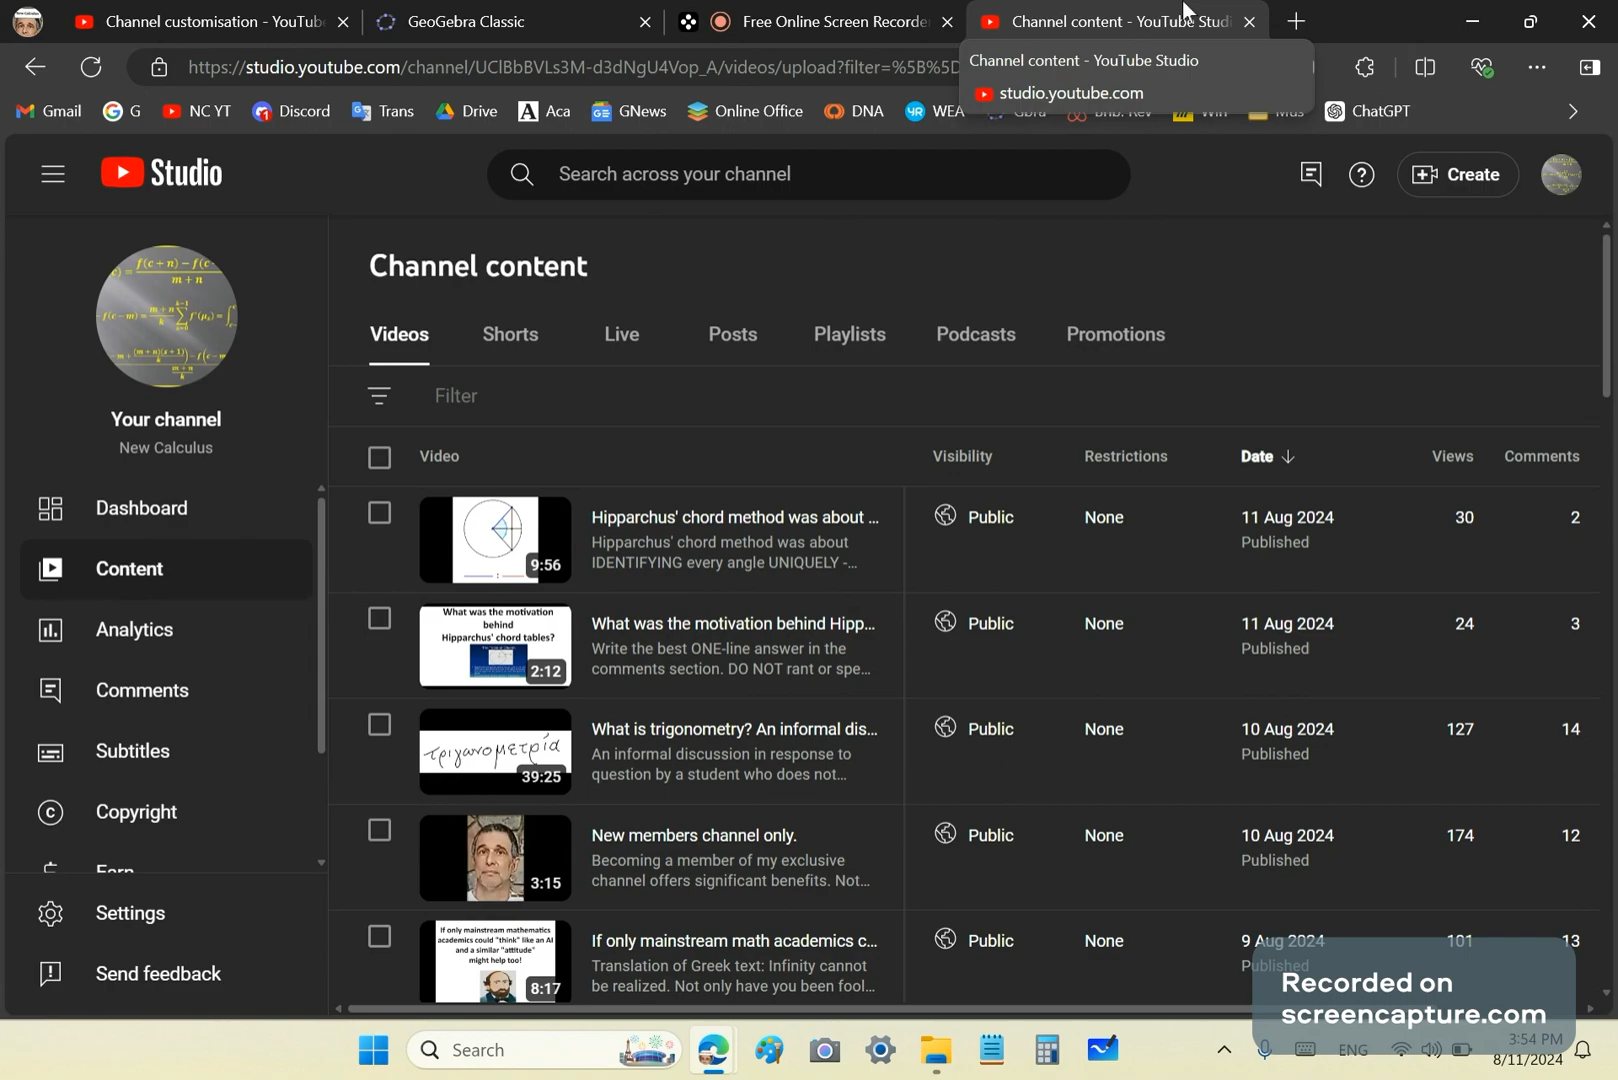 Channel customisation - YouTub
GeoGebra Classic
Free Online Screen Recorde
Channel content - YouTube Studi
https://studio.youtube.com/channel/UClBbBVLs3M-d3dNgU4Vop_A/videos/upload?filter=%5B%5D
Channel content - YouTube Studio
studio.youtube.com
Gmail
G
NC YT
Discord
Trans
Drive
Aca
GNews
Online Office
DNA
WEA
ChatGPT
Studio
Search across your channel
Create
Your channel
New Calculus
Dashboard
Content
Analytics
Comments
Subtitles
Copyright
Earn
Settings
Send feedback
Channel content
Videos Shorts Live Posts Playlists Podcasts Promotions
Filter
Video Visibility Restrictions Date Views Comments
9:56
Hipparchus' chord method was about ...
Hipparchus' chord method was about
IDENTIFYING every angle UNIQUELY -...
Public None 11 Aug 2024 30 2
Published
What was the motivation
behind
Hipparchus' chord tables?
2:12
What was the motivation behind Hipp...
Write the best ONE-line answer in the
comments section. DO NOT rant or spe...
Public None 11 Aug 2024 24 3
Published
τριγωνομετρία
39:25
What is trigonometry? An informal dis...
An informal discussion in response to
question by a student who does not...
Public None 10 Aug 2024 127 14
Published
3:15
New members channel only.
Becoming a member of my exclusive
channel offers significant benefits. Not...
Public None 10 Aug 2024 174 12
Published
If only mainstream mathematics
academics could "think" like an AI
and a similar "attitude"
might help too!
8:17
If only mainstream math academics c...
Translation of Greek text: Infinity cannot
be realized. Not only have you been fool...
Public None 9 Aug 2024 101 13
Published
Recorded on
screencapture.com
Search
ENG
3:54 PM
8/11/2024